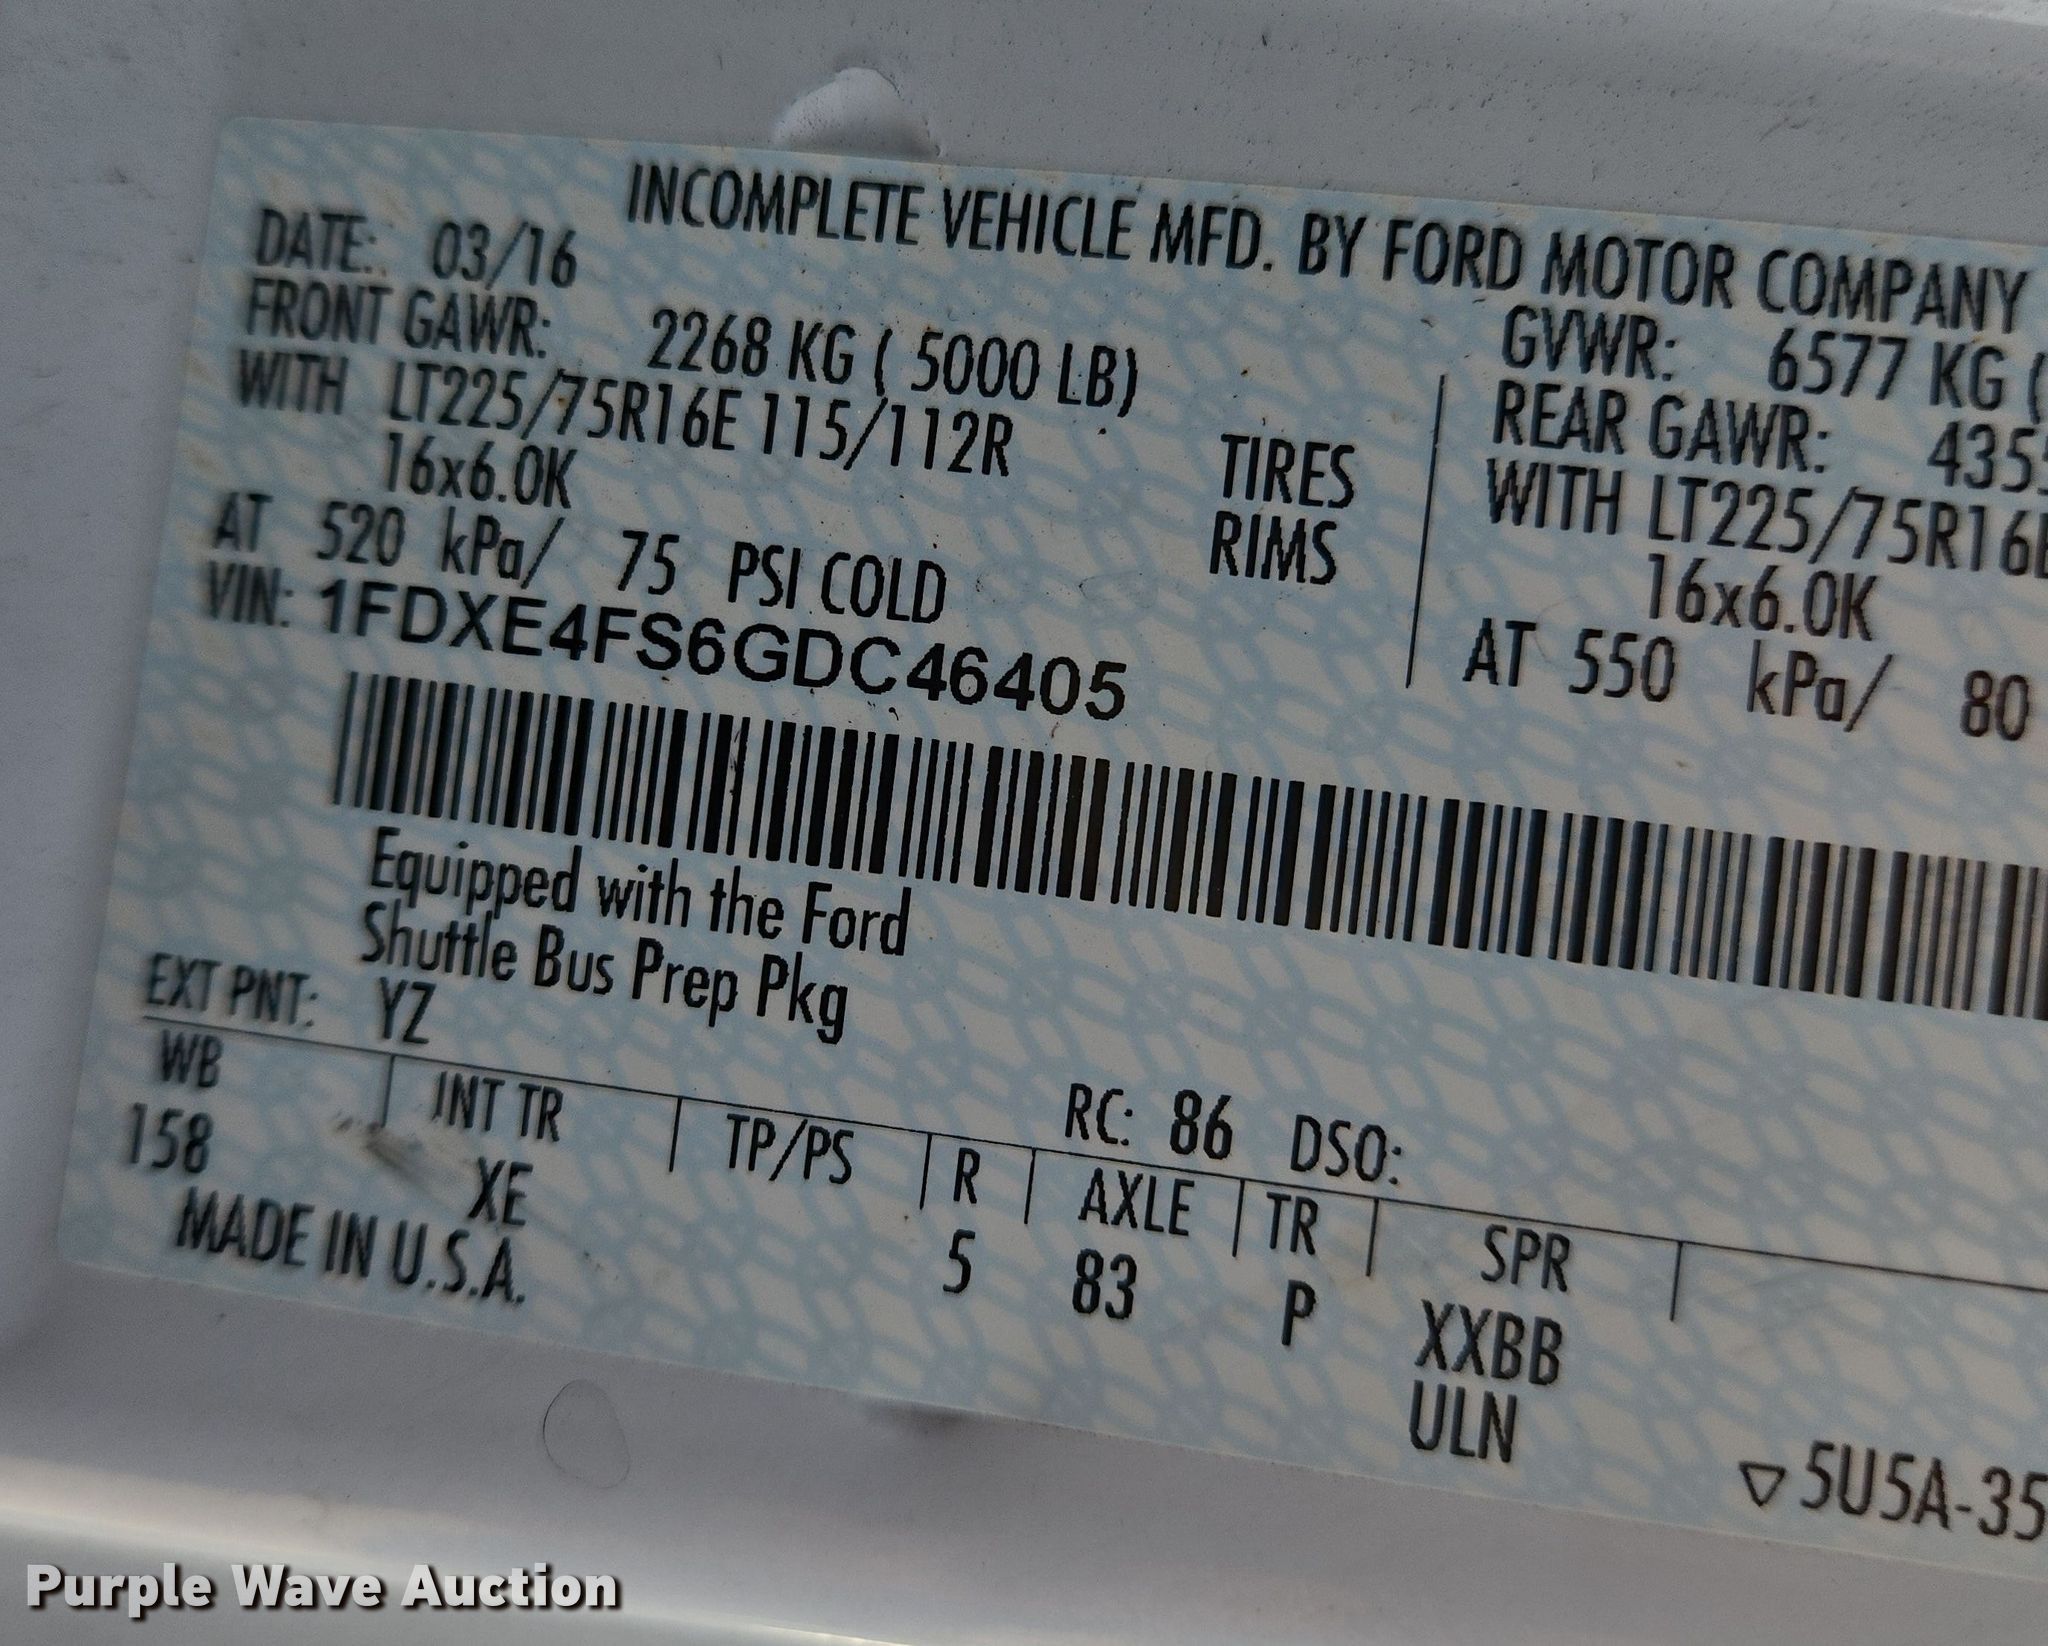 INCOMPLETE VEHICLE MFD. BY FORD MOTOR COMPANY
DATE: 03/16
GVWR: 6577 KG (
FRONT GAWR: 2268 KG ( 5000 LB)
REAR GAWR: 435
WITH LT225/75R16E 115/112R TIRES
WITH LT225/75R16E
16x6.0K RIMS
16x6.0K
AT 520 kPa/ 75 PSI COLD
AT 550 kPa/ 80
VIN: 1FDXE4FS6GDC46405
Equipped with the Ford
Shuttle Bus Prep Pkg
EXT PNT: YZ
RC: 86 DSO:
WB INT TR TP/PS R AXLE TR SPR
158 XE 5 83 P XXBB
ULN
MADE IN U.S.A.
▽ 5U5A-35
Purple Wave Auction